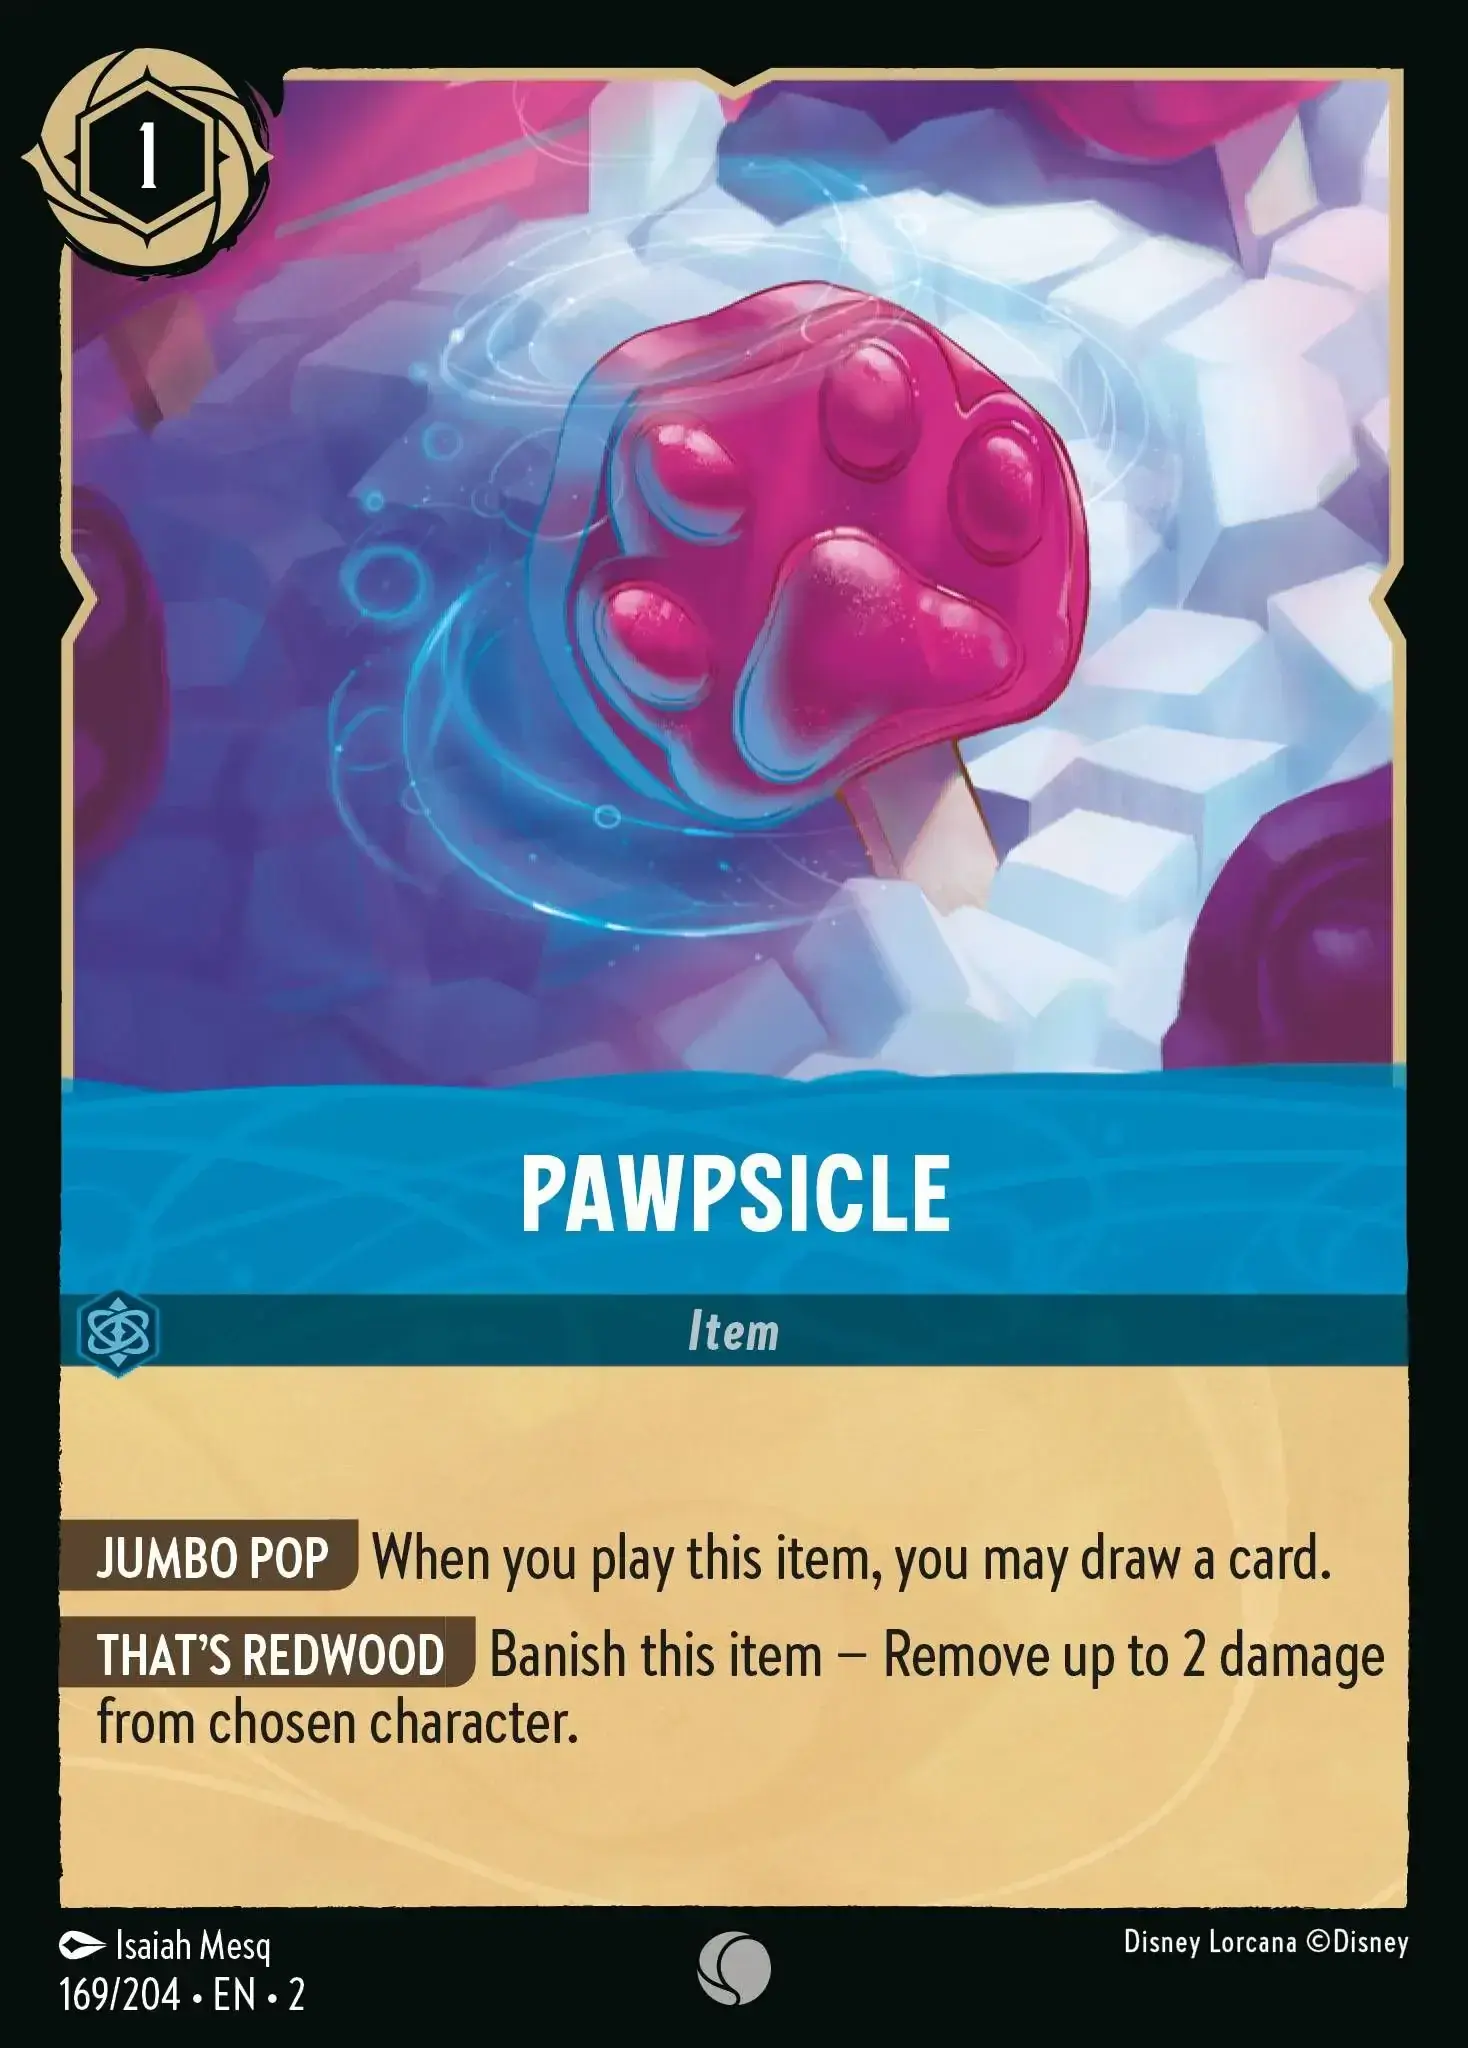 1
PAWPSICLE
Item
JUMBO POP When you play this item, you may draw a card.
THAT'S REDWOOD Banish this item – Remove up to 2 damage
from chosen character.
Isaiah Mesq
Disney Lorcana ©Disney
169/204 • EN • 2